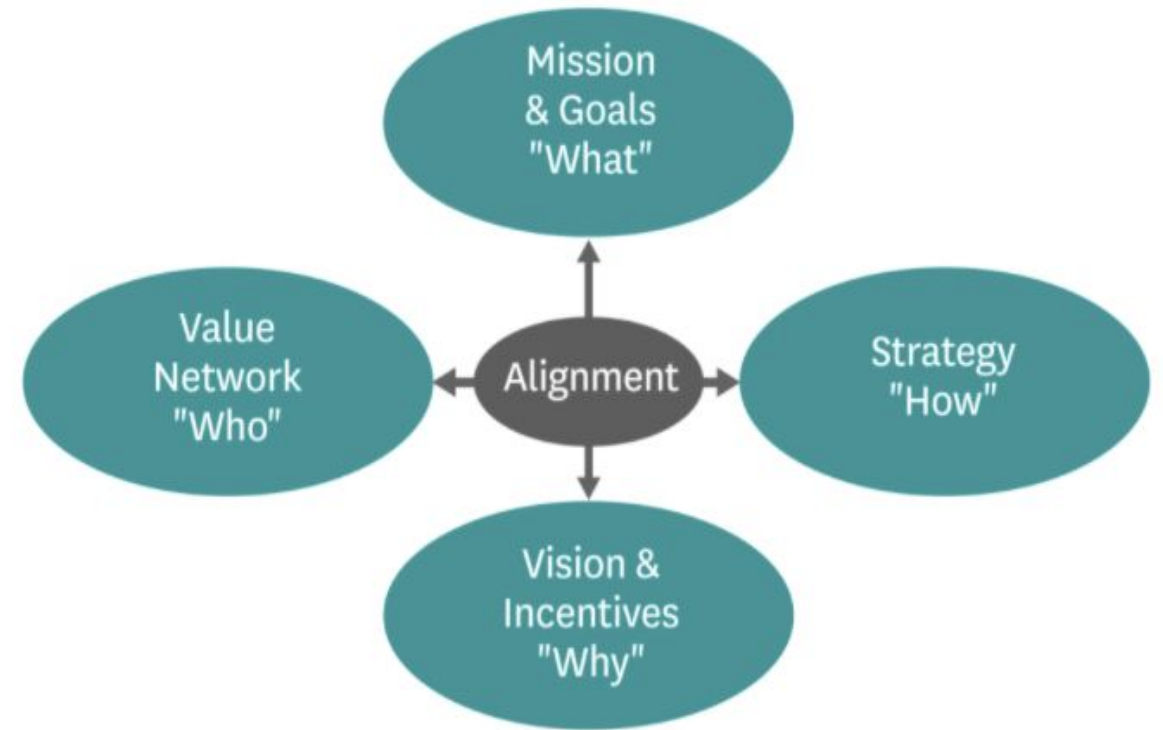 Mission
& Goals
"What"
Value
Network
"Who"
Alignment
Strategy
"How"
Vision &
Incentives
"Why"